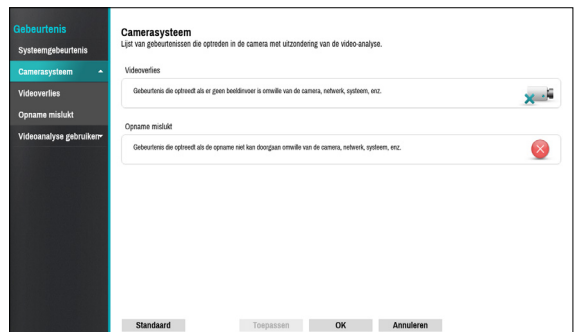 Gebeurtenis
Systeemgebeurtenis
Camerasysteem
Videoverlies
Opname mislukt
Videoanalyse gebruiken
Camerasysteem
Lijst van gebeurtenissen die optreden in de camera met uitzondering van de video-analyse.
Videoverlies
Gebeurtenis die optreedt als er geen beeldinvoer is omwille van de camera, netwerk, systeem, enz.
Opname mislukt
Gebeurtenis die optreedt als de opname niet kan doorgaan omwille van de camera, netwerk, systeem, enz.
Standaard Toepassen OK Annuleren